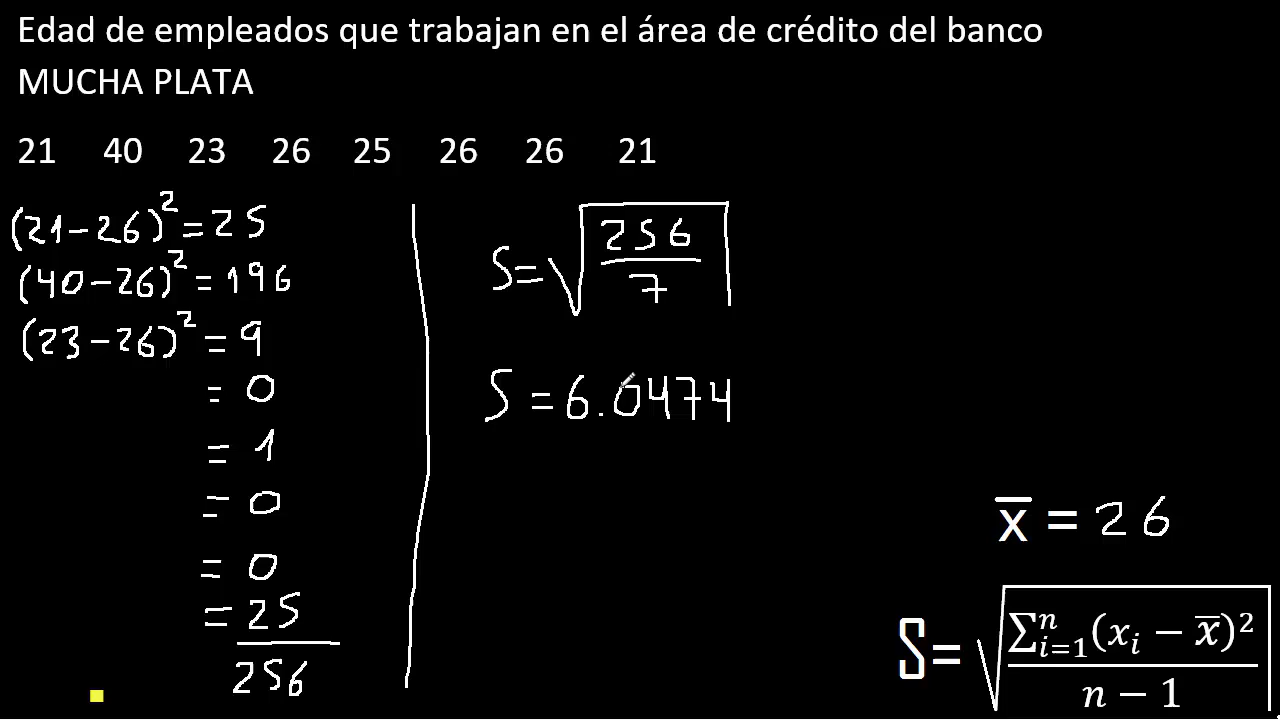 Edad de empleados que trabajan en el área de crédito del banco
MUCHA PLATA
21 40 23 26 25 26 26 21
(21-26)² = 25
(40-26)² = 196
(23-26)² = 9
= 0
= 1
= 0
= 0
= 25
256
S = √(256/7)
S = 6.0474
x̄ = 26
S = √(∑ᵢ₌₁ⁿ(xᵢ − x̄)²/(n − 1))